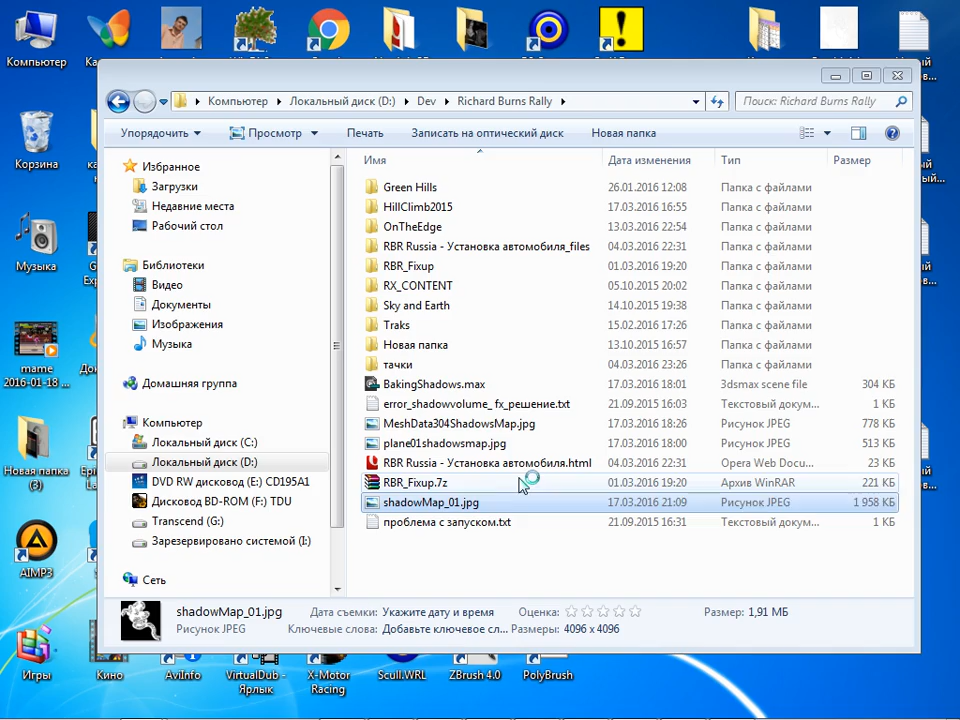 Компьютер
Корзина
Музыка
mame
2016-01-18 ...
Новая папка
(3)
AIMP3
Игры
Кино
AviInfo
VirtualDub -
Ярлык
X-Motor
Racing
Scull.WRL
ZBrush 4.0
PolyBrush
Компьютер
Локальный диск (D:)
Dev
Richard Burns Rally
Поиск: Richard Burns Rally
Упорядочить
Просмотр
Печать
Записать на оптический диск
Новая папка
Избранное
Загрузки
Недавние места
Рабочий стол
Библиотеки
Видео
Документы
Изображения
Музыка
Домашняя группа
Компьютер
Локальный диск (C:)
Локальный диск (D:)
DVD RW дисковод (E:) CD195A1
Дисковод BD-ROM (F:) TDU
Transcend (G:)
Зарезервировано системой (I:)
Сеть
Имя Дата изменения Тип Размер
Green Hills 26.01.2016 12:08 Папка с файлами
HillClimb2015 17.03.2016 16:55 Папка с файлами
OnTheEdge 13.03.2016 22:54 Папка с файлами
RBR Russia - Установка автомобиля_files 04.03.2016 22:31 Папка с файлами
RBR_Fixup 01.03.2016 19:20 Папка с файлами
RX_CONTENT 05.10.2015 20:02 Папка с файлами
Sky and Earth 14.10.2015 19:38 Папка с файлами
Traks 15.02.2016 17:26 Папка с файлами
Новая папка 13.10.2015 16:57 Папка с файлами
тачки 04.03.2016 23:26 Папка с файлами
BakingShadows.max 17.03.2016 18:01 3dsmax scene file 304 КБ
error_shadowvolume_ fx_решение.txt 21.09.2015 16:03 Текстовый докум... 1 КБ
MeshData304ShadowsMap.jpg 17.03.2016 18:26 Рисунок JPEG 778 КБ
plane01shadowsmap.jpg 17.03.2016 18:00 Рисунок JPEG 513 КБ
RBR Russia - Установка автомобиля.html 04.03.2016 22:31 Opera Web Docu... 23 КБ
RBR_Fixup.7z 01.03.2016 19:20 Архив WinRAR 221 КБ
shadowMap_01.jpg 17.03.2016 21:09 Рисунок JPEG 1 958 КБ
проблема с запуском.txt 21.09.2015 16:31 Текстовый докум... 1 КБ
shadowMap_01.jpg Дата съемки: Укажите дату и время Оценка: Размер: 1,91 МБ
Рисунок JPEG Ключевые слова: Добавьте ключевое сл... Размеры: 4096 x 4096